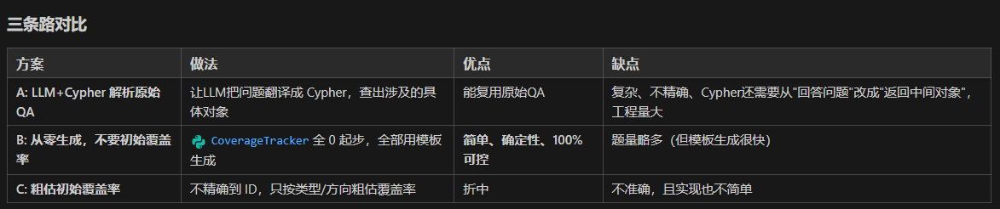 三条路对比
方案 做法 优点 缺点
A: LLM+Cypher 解析原始 让LLM把问题翻译成 Cypher，查出涉及的具 能复用原始QA 复杂、不精确、Cypher还需要从"回答问题"改成"返回中间对象"，
QA 体对象 工程量大
B: 从零生成，不要初始覆盖 CoverageTracker 全 0 起步，全部用模板 简单、确定性、100% 题量略多（但模板生成很快）
率 生成 可控
C: 粗估初始覆盖率 不精确到 ID，只按类型/方向粗估覆盖率 折中 不准确，且实现也不简单